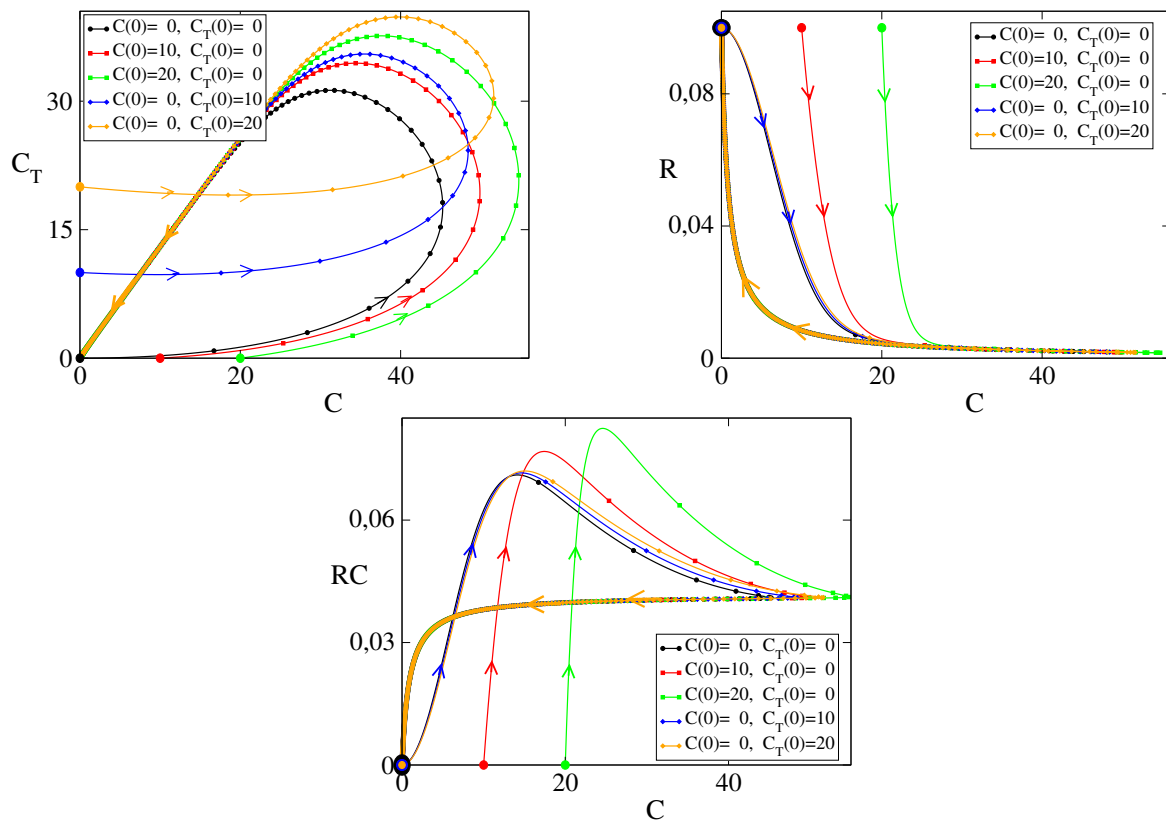 C(0)= 0, C_T(0)= 0
C(0)=10, C_T(0)= 0
C(0)=20, C_T(0)= 0
C(0)= 0, C_T(0)=10
C(0)= 0, C_T(0)=20
30
15
0
C_T
0
20
40
C
C(0)= 0, C_T(0)= 0
C(0)=10, C_T(0)= 0
C(0)=20, C_T(0)= 0
C(0)= 0, C_T(0)=10
C(0)= 0, C_T(0)=20
0,08
0,04
0
R
0
20
40
C
0,06
0,03
0
RC
C(0)= 0, C_T(0)= 0
C(0)=10, C_T(0)= 0
C(0)=20, C_T(0)= 0
C(0)= 0, C_T(0)=10
C(0)= 0, C_T(0)=20
0
20
40
C